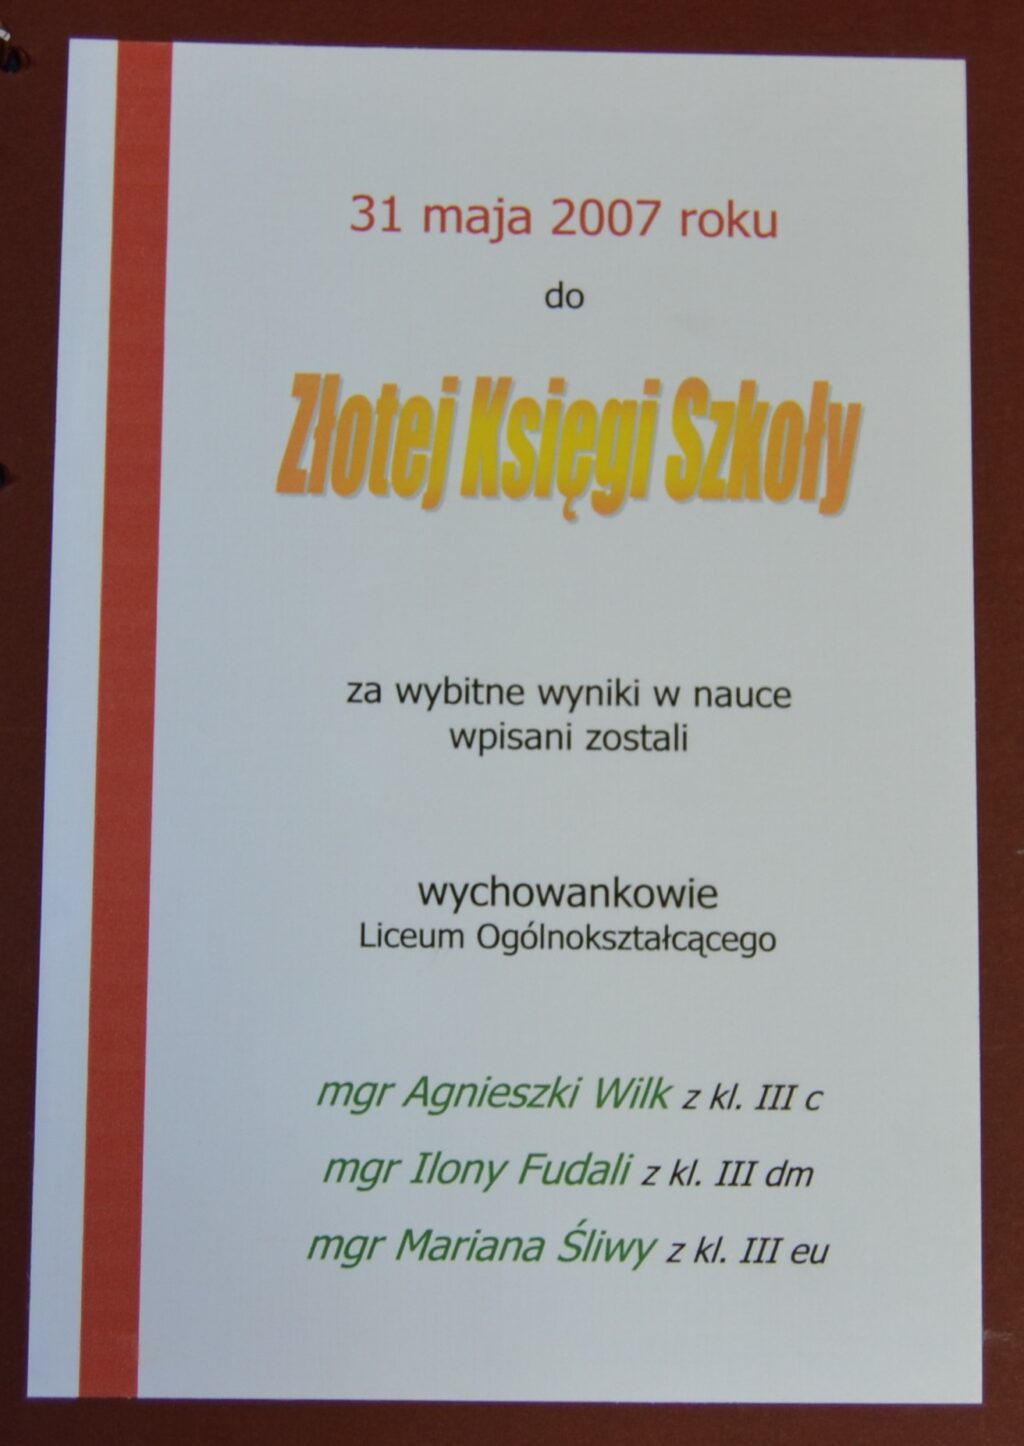 31 maja 2007 roku
do
Złotej Księgi Szkoły
za wybitne wyniki w nauce
wpisani zostali
wychowankowie
Liceum Ogólnokształcącego
mgr Agnieszki Wilk z kl. III c
mgr Ilony Fudali z kl. III dm
mgr Mariana Śliwy z kl. III eu